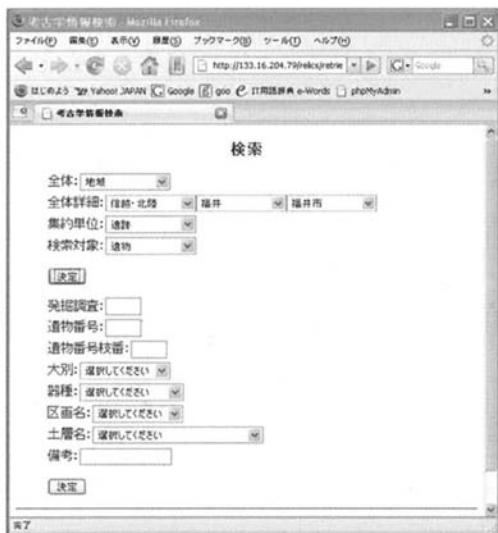 考古学情報検索 - Mozilla Firefox
ファイル(F) 編集(E) 表示(V) 履歴(S) ブックマーク(B) ツール(T) ヘルプ(H)
http://133.16.204.79/relics/retrie Google
はじめよう Yahoo! JAPAN Google goo IT用語辞典 e-Words phpMyAdmin
考古学情報検索
検索
全体: 地域
全体詳細: 信越・北陸 福井 福井市
集約単位: 遺跡
検索対象: 遺物
決定
発掘調査:
遺物番号:
遺物番号枝番:
大別: 選択してください
器種: 選択してください
区画名: 選択してください
土層名: 選択してください
備考:
決定
完了